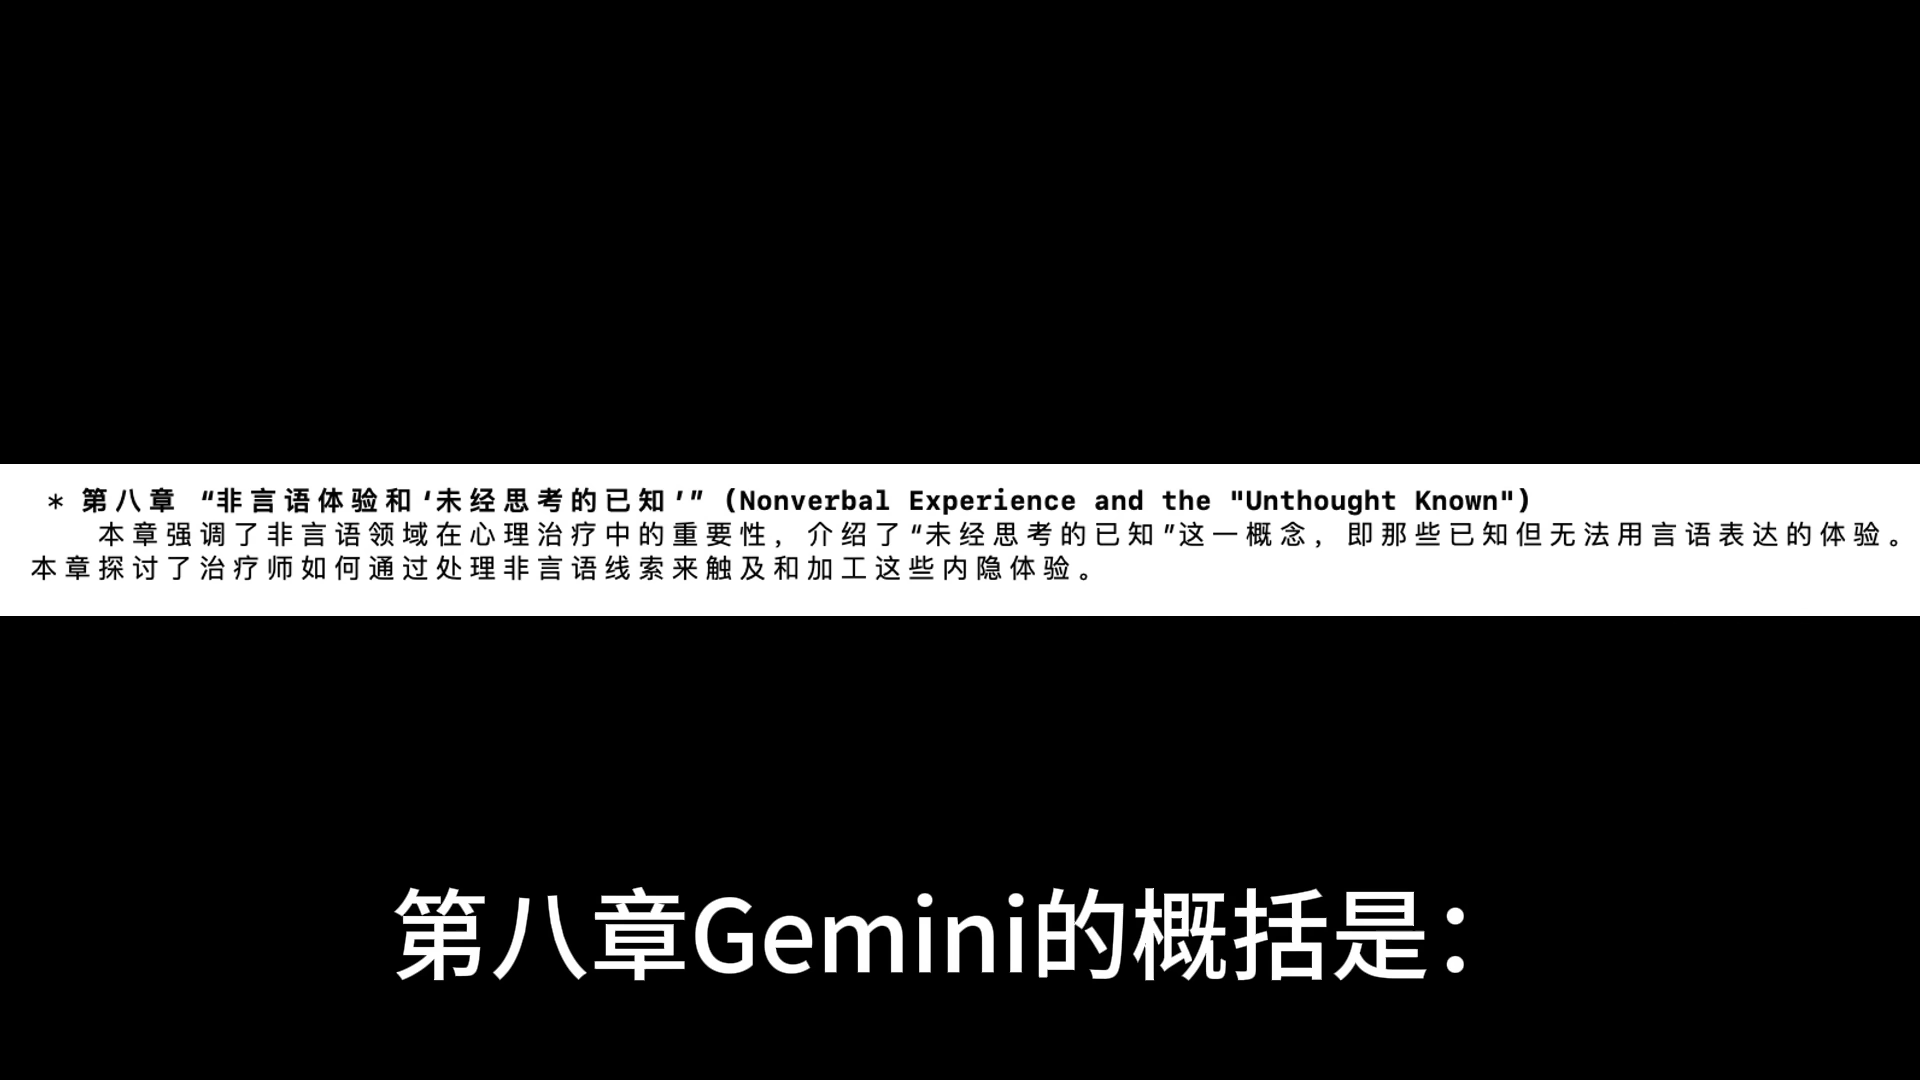 * 第八章 “非言语体验和‘未经思考的已知’” (Nonverbal Experience and the "Unthought Known")
本章强调了非言语领域在心理治疗中的重要性，介绍了“未经思考的已知”这一概念，即那些已知但无法用言语表达的体验。
本章探讨了治疗师如何通过处理非言语线索来触及和加工这些内隐体验。
第八章Gemini的概括是：